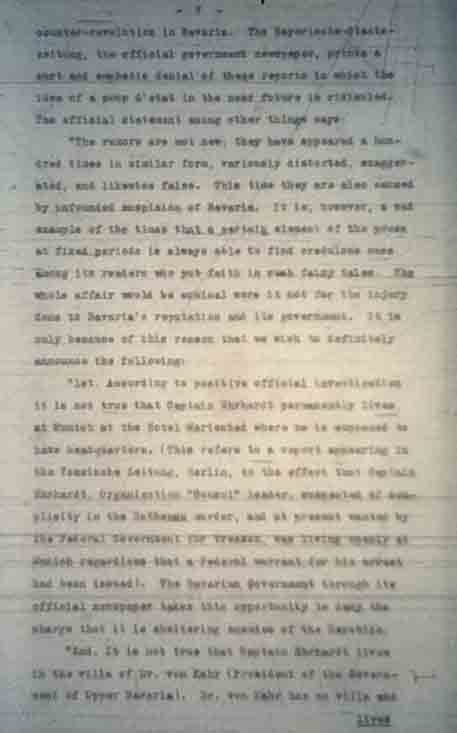 counter-revolution in Bavaria. The Bayerische-Staats-
zeitung, the official government newspaper, prints a
curt and emphatic denial of these reports in which the
idea of a coup d'etat in the near future is ridiculed.
The official statement among other things says
"The rumors are not new; they have appeared a hun-
dred times in similar form, variously distorted, exagger-
ated, and likewise false. This time they are also caused
by unfounded suspicion of Bavaria. It is, however, a sad
example of the times that a certain element of the press
at fixed periods is always able to find credulous ones
among its readers who put faith in such fairy tales. The
whole affair would be comical were it not for the injury
done to Bavaria's reputation and its government. It is
only because of this reason that we wish to definitely
announce the following:
"1st. According to positive official investigation
it is not true that Captain Ehrhardt permanently lives
at Munich at the Hotel Marienbad where he is supposed to
have headquarters. (This refers to a report appearing in
the Vossische Zeitung, Berlin, to the effect that Captain
Ehrhardt, Organization "Consul" leader, suspected of com-
plicity in the Rathenau murder, and at present wanted by
the Federal Government for treason, was living openly at
Munich regardless that a Federal warrant for his arrest
had been issued). The Bavarian Government through its
official newspaper takes this opportunity to deny the
charge that it is sheltering enemies of the Republic.
"2nd. It is not true that Captain Ehrhardt lives
in the villa of Dr. von Kahr (President of the Govern-
ment of Upper Bavaria). Dr. von Kahr has no villa and
lived